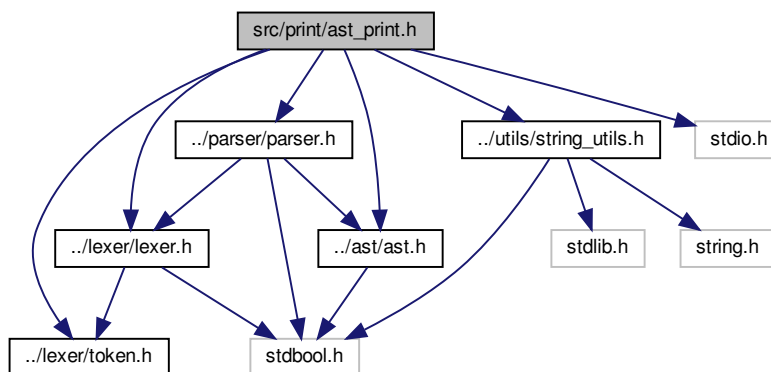 src/print/ast_print.h
../parser/parser.h
../utils/string_utils.h
stdio.h
../lexer/lexer.h
../ast/ast.h
stdlib.h
string.h
../lexer/token.h
stdbool.h